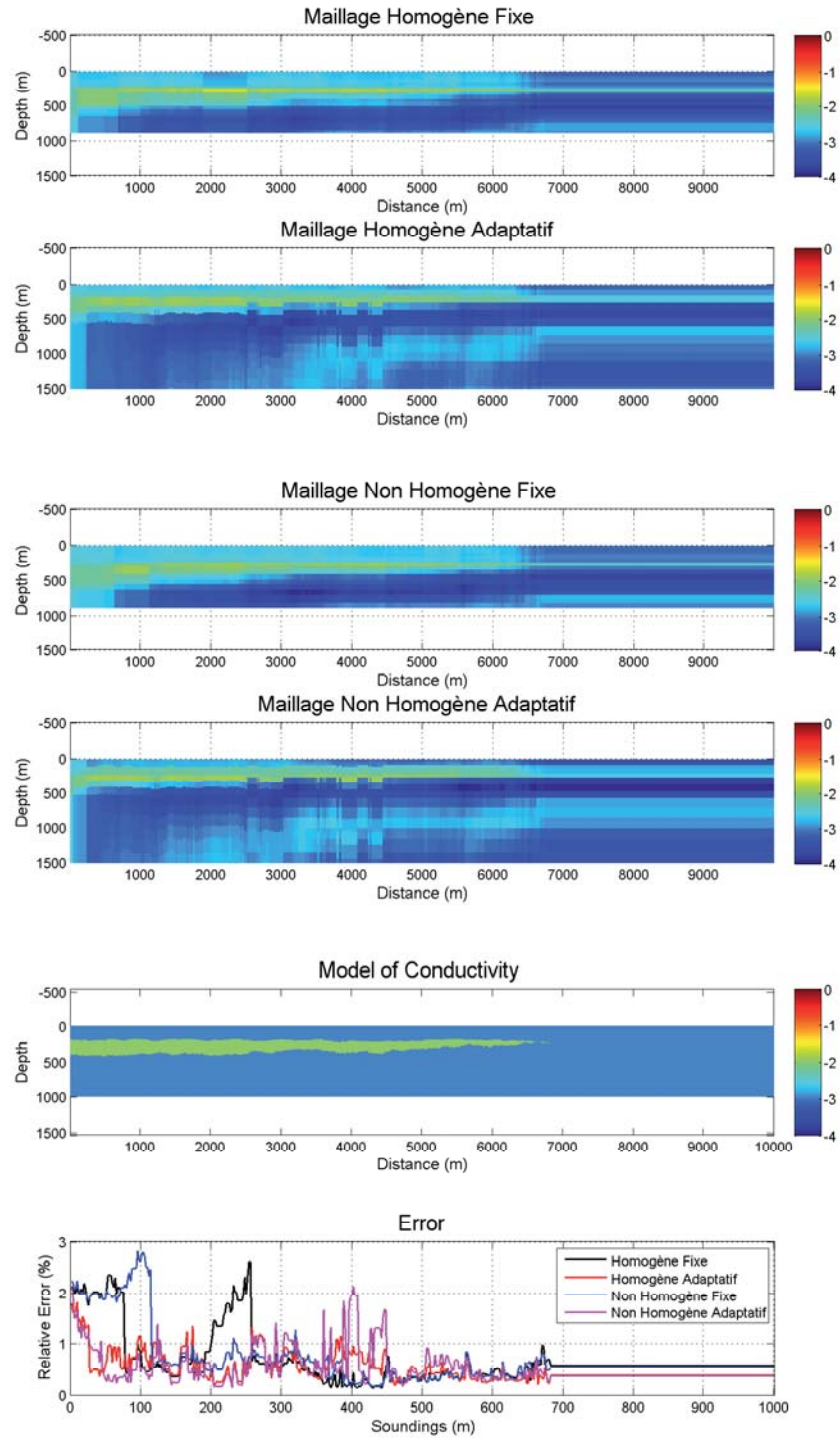 Maillage Homogène Fixe
-500
0
500
1000
1500
Depth (m)
1000 2000 3000 4000 5000 6000 7000 8000 9000
Distance (m)
0
-1
-2
-3
-4
Maillage Homogène Adaptatif
-500
0
500
1000
1500
Depth (m)
1000 2000 3000 4000 5000 6000 7000 8000 9000
Distance (m)
0
-1
-2
-3
-4
Maillage Non Homogène Fixe
-500
0
500
1000
1500
Depth (m)
1000 2000 3000 4000 5000 6000 7000 8000 9000
Distance (m)
0
-1
-2
-3
-4
Maillage Non Homogène Adaptatif
-500
0
500
1000
1500
Depth (m)
1000 2000 3000 4000 5000 6000 7000 8000 9000
Distance (m)
0
-1
-2
-3
-4
Model of Conductivity
-500
0
500
1000
1500
Depth
1000 2000 3000 4000 5000 6000 7000 8000 9000 10000
Distance (m)
0
-1
-2
-3
-4
Error
3
2
1
0
Relative Error (%)
Homogène Fixe
Homogène Adaptatif
Non Homogène Fixe
Non Homogène Adaptatif
0 100 200 300 400 500 600 700 800 900 1000
Soundings (m)